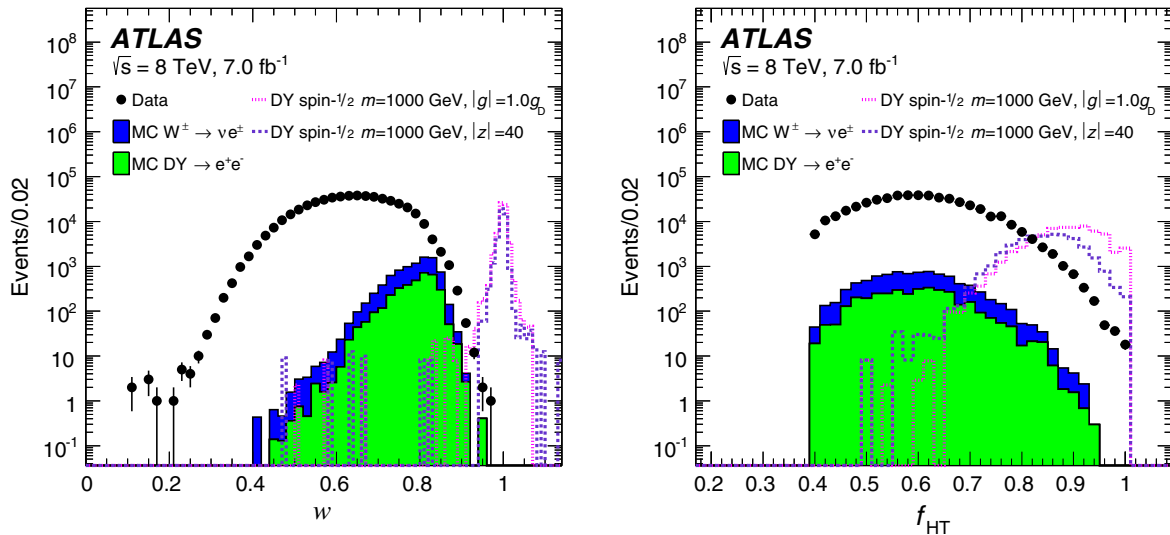 ATLAS
√s = 8 TeV, 7.0 fb⁻¹
Data
DY spin-1/2 m=1000 GeV, |g|=1.0g_D
MC W± → νe±
DY spin-1/2 m=1000 GeV, |z|=40
MC DY → e⁺e⁻
Events/0.02
10⁸
10⁷
10⁶
10⁵
10⁴
10³
10²
10
1
10⁻¹
0 0.2 0.4 0.6 0.8 1
w
ATLAS
√s = 8 TeV, 7.0 fb⁻¹
Data
DY spin-1/2 m=1000 GeV, |g|=1.0g_D
MC W± → νe±
DY spin-1/2 m=1000 GeV, |z|=40
MC DY → e⁺e⁻
Events/0.02
10⁸
10⁷
10⁶
10⁵
10⁴
10³
10²
10
1
10⁻¹
0.2 0.3 0.4 0.5 0.6 0.7 0.8 0.9 1
f_HT